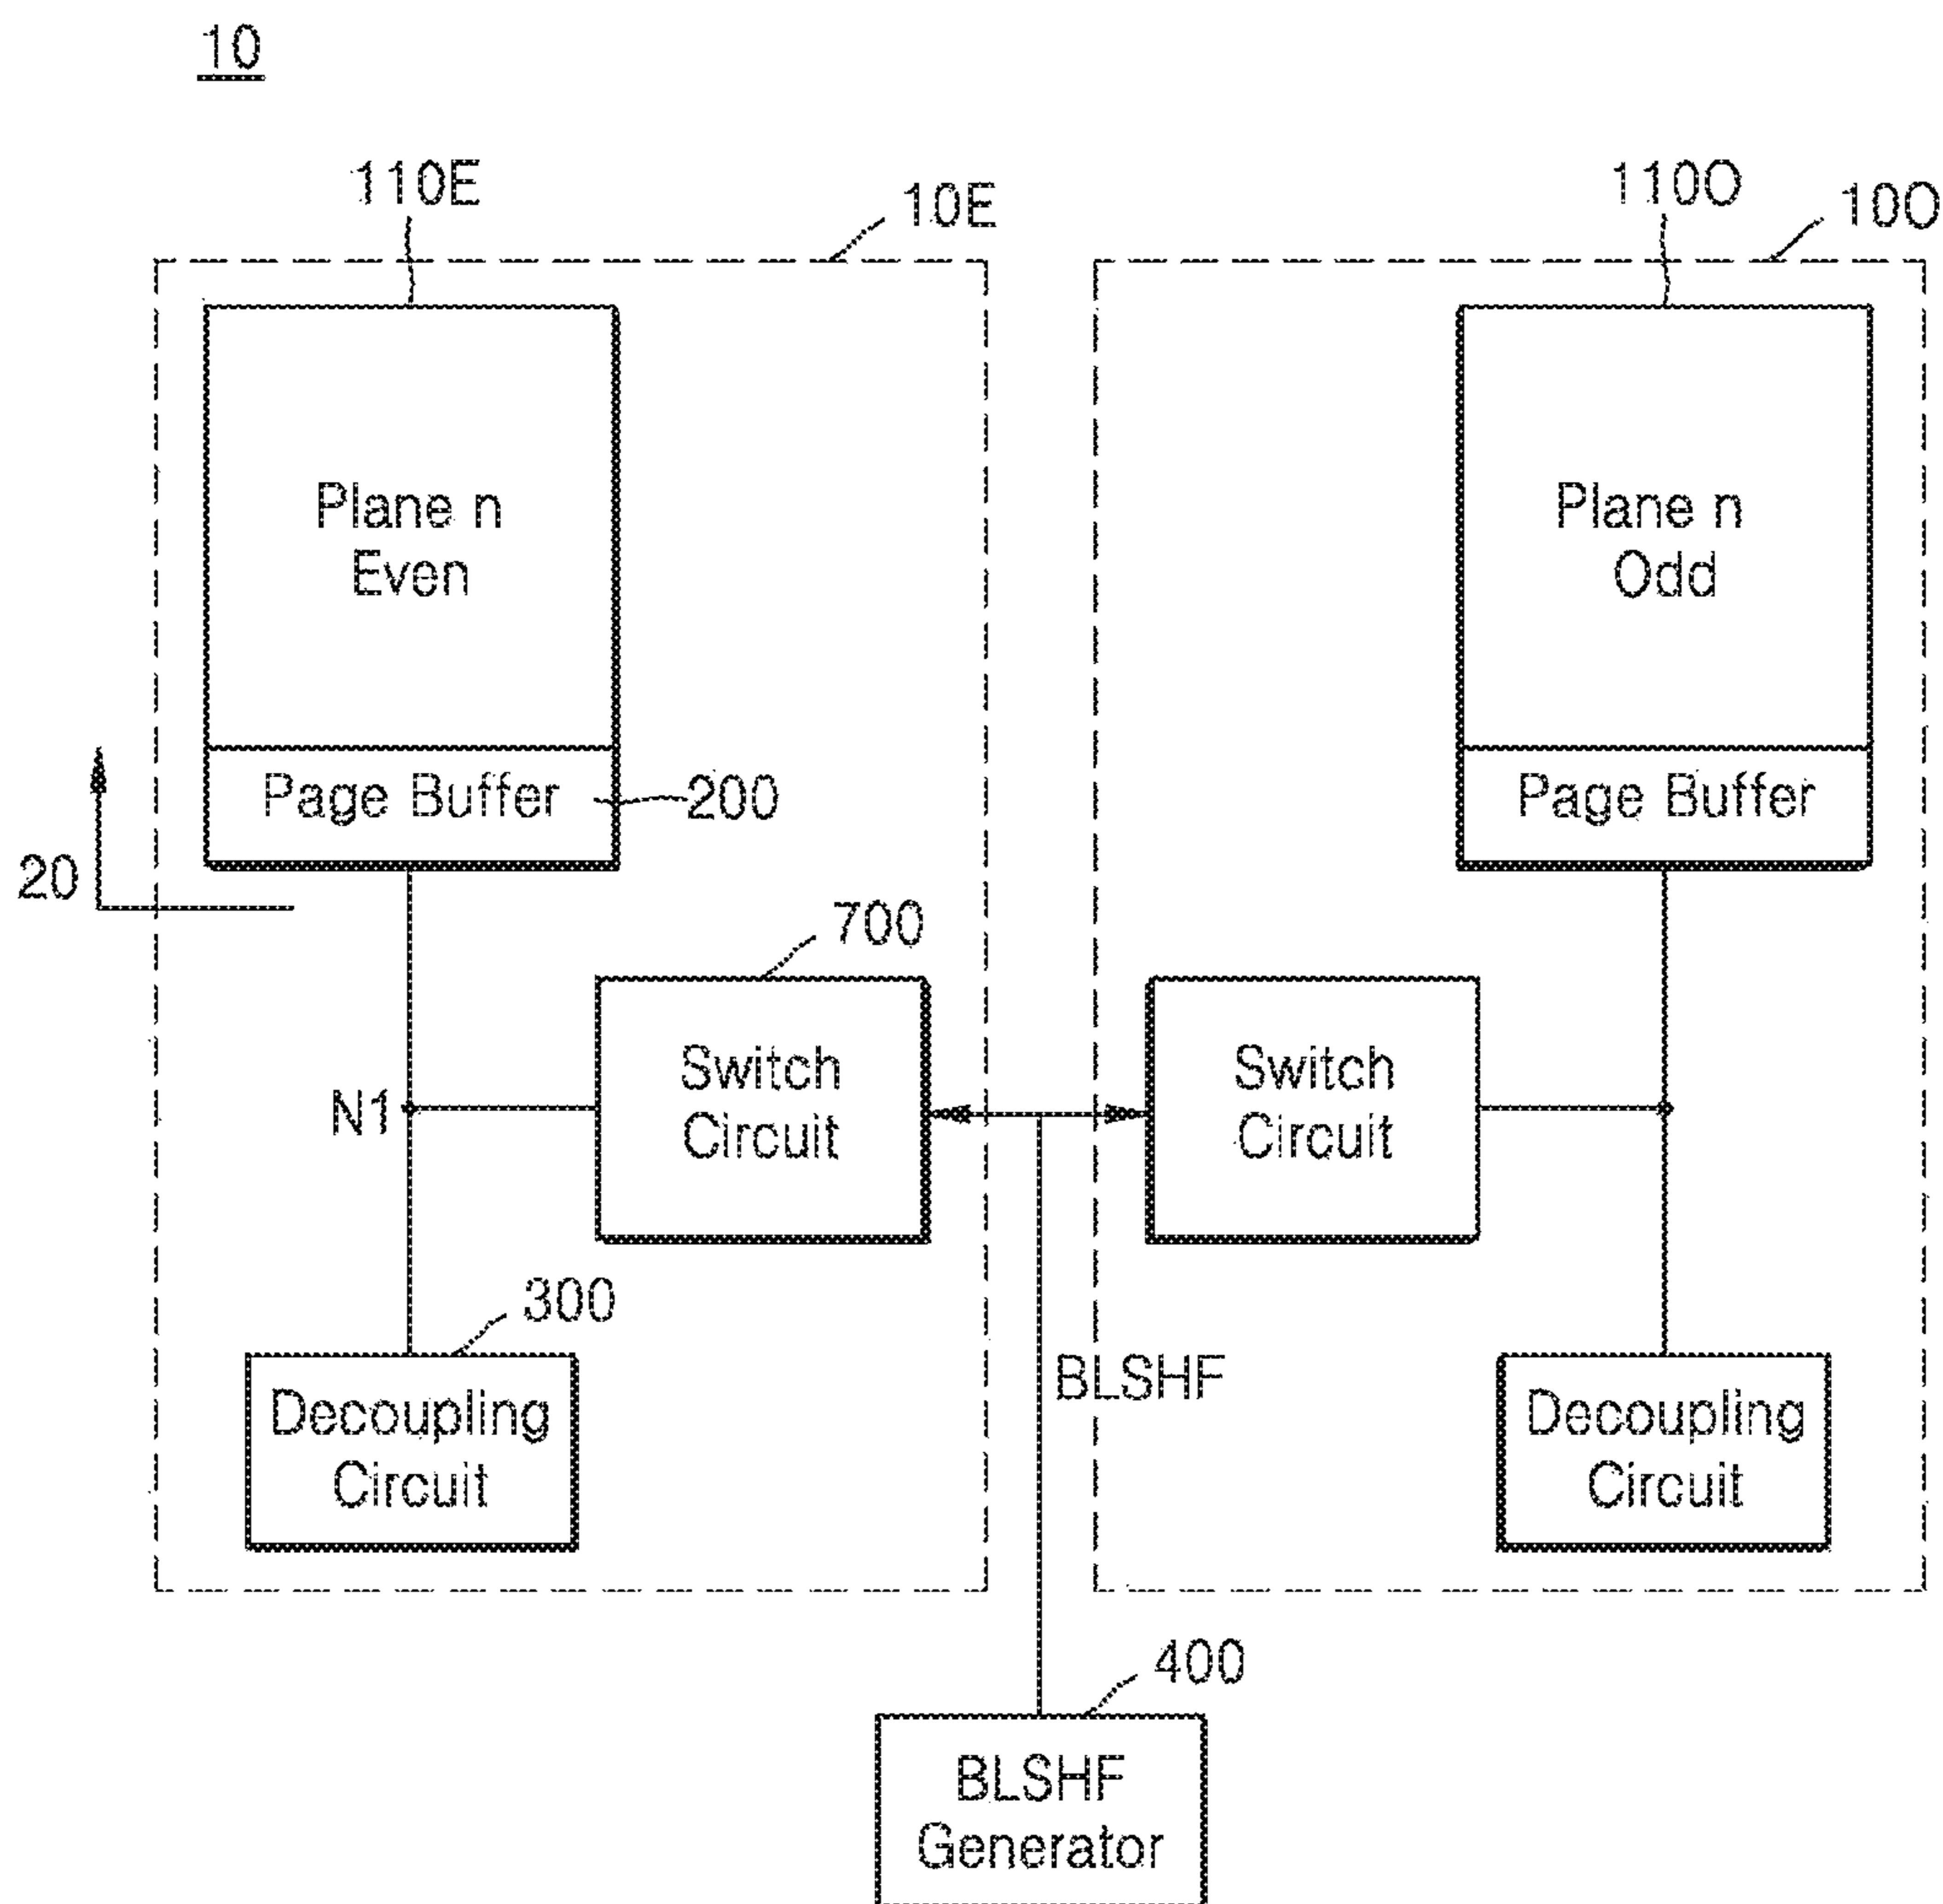 10
110E
10E
110O
10O
Plane n
Even
Plane n
Odd
Page Buffer
200
Page Buffer
20
700
Switch
Circuit
Switch
Circuit
N1
300
BLSHF
Decoupling
Circuit
Decoupling
Circuit
400
BLSHF
Generator